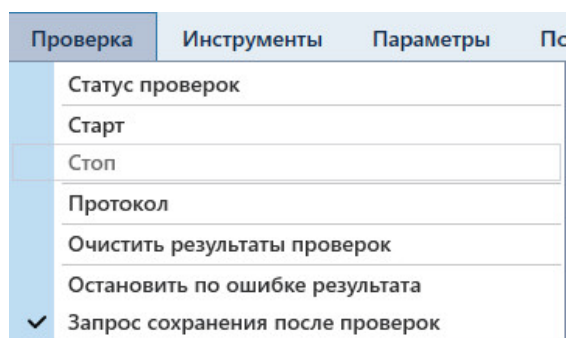 Проверка Инструменты Параметры
Статус проверок
Старт
Стоп
Протокол
Очистить результаты проверок
Остановить по ошибке результата
Запрос сохранения после проверок